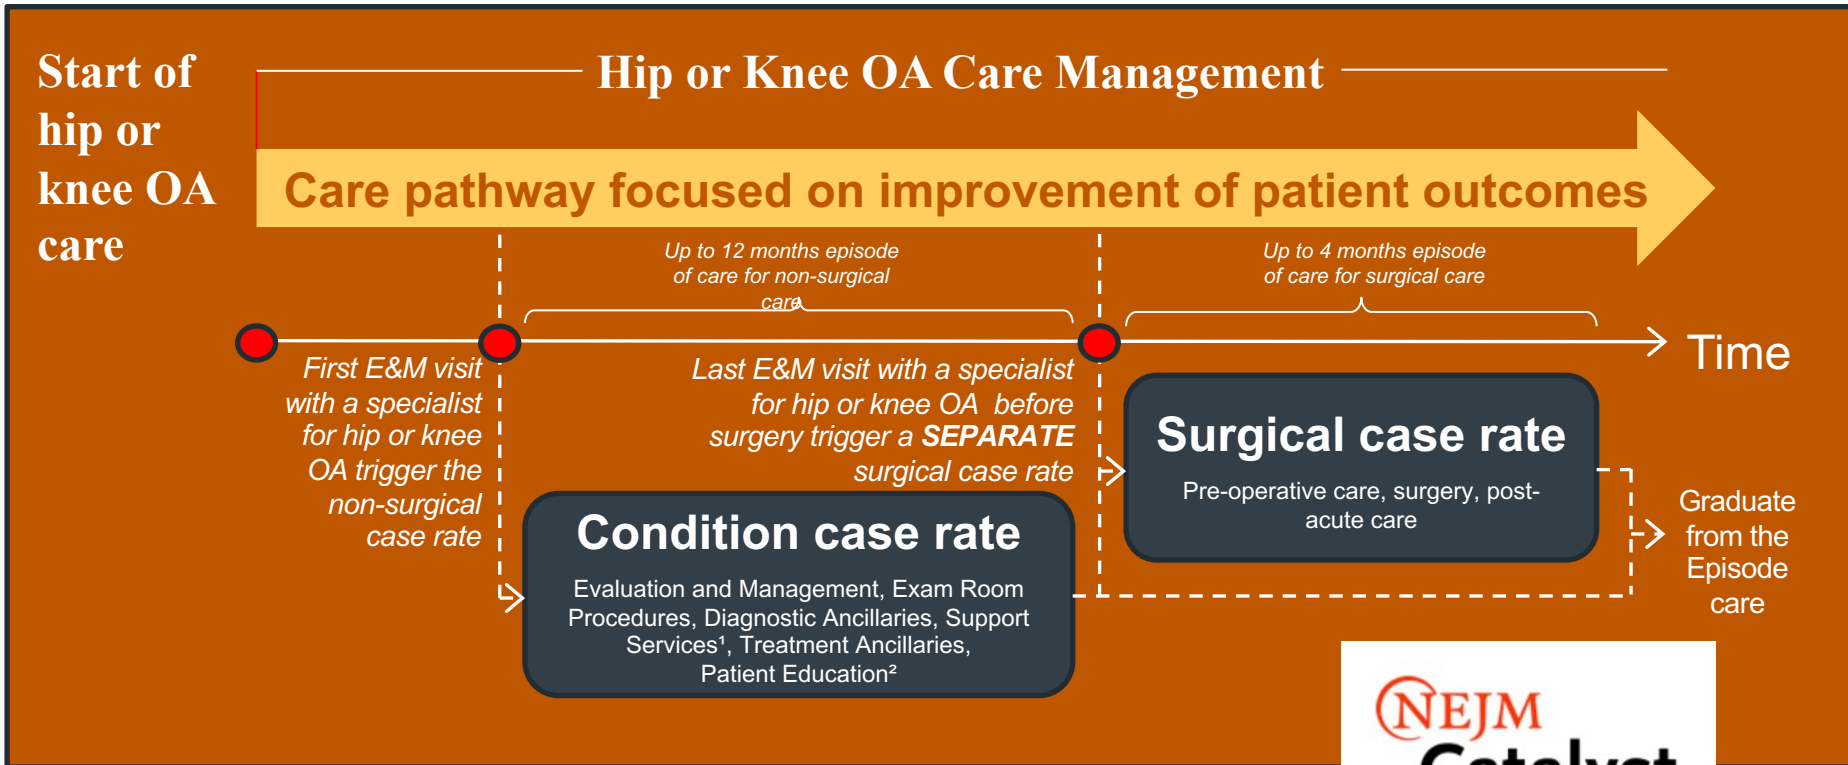 Start of
hip or
knee OA
care
Hip or Knee OA Care Management
Care pathway focused on improvement of patient outcomes
Up to 12 months episode
of care for non-surgical
care
Up to 4 months episode
of care for surgical care
Time
First E&M visit
with a specialist
for hip or knee
OA trigger the
non-surgical
case rate
Last E&M visit with a specialist
for hip or knee OA  before
surgery trigger a SEPARATE
surgical case rate
Condition case rate
Evaluation and Management, Exam Room
Procedures, Diagnostic Ancillaries, Support
Services¹, Treatment Ancillaries,
Patient Education²
Surgical case rate
Pre-operative care, surgery, post-
acute care
Graduate
from the
Episode
care
NEJM
Catalyst